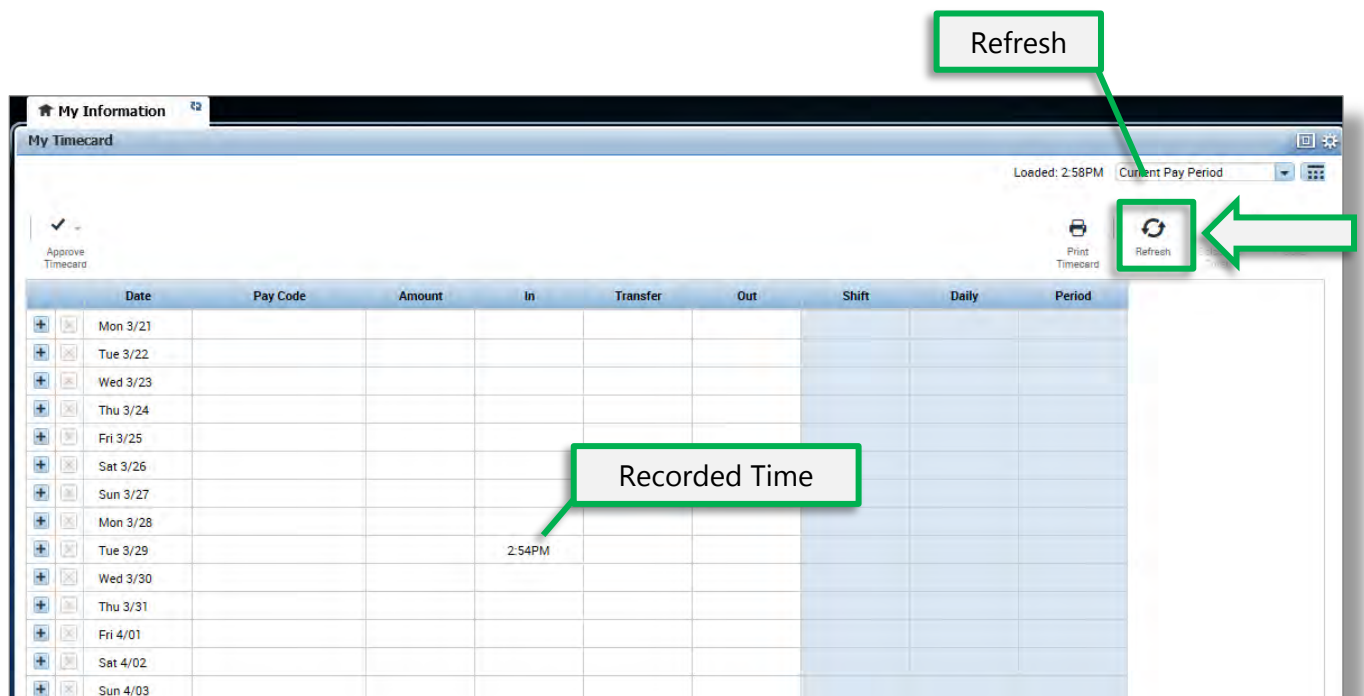 Refresh
My Information
My Timecard
Loaded: 2:58PM Current Pay Period
Approve Timecard
Print Timecard
Refresh
Date Pay Code Amount In Transfer Out Shift Daily Period
Mon 3/21
Tue 3/22
Wed 3/23
Thu 3/24
Fri 3/25
Sat 3/26
Recorded Time
Sun 3/27
Mon 3/28
Tue 3/29 2:54PM
Wed 3/30
Thu 3/31
Fri 4/01
Sat 4/02
Sun 4/03